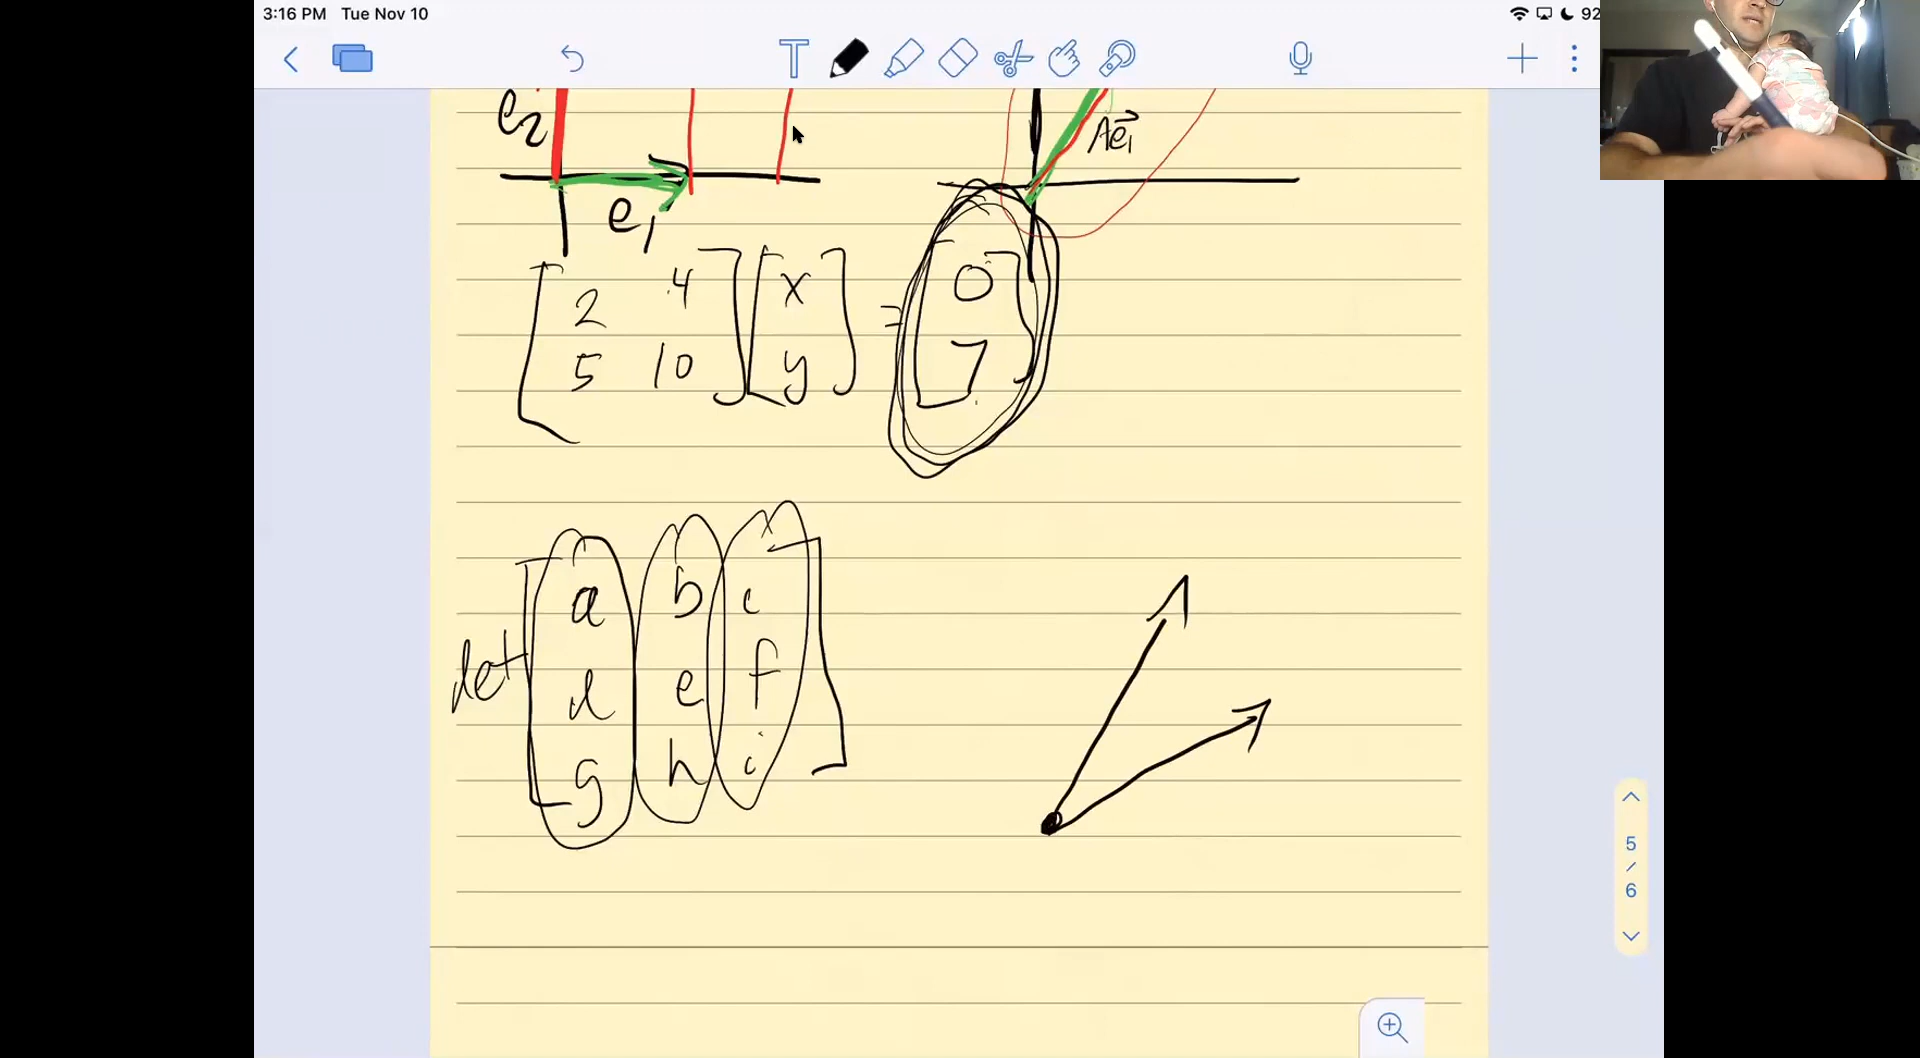 3:16 PM Tue Nov 10
92
T
e2
e1
Ae1
[2 4] [x] = [0]
[5 10] [y] [7]
det [a b c]
[d e f]
[g h i]
5
/
6